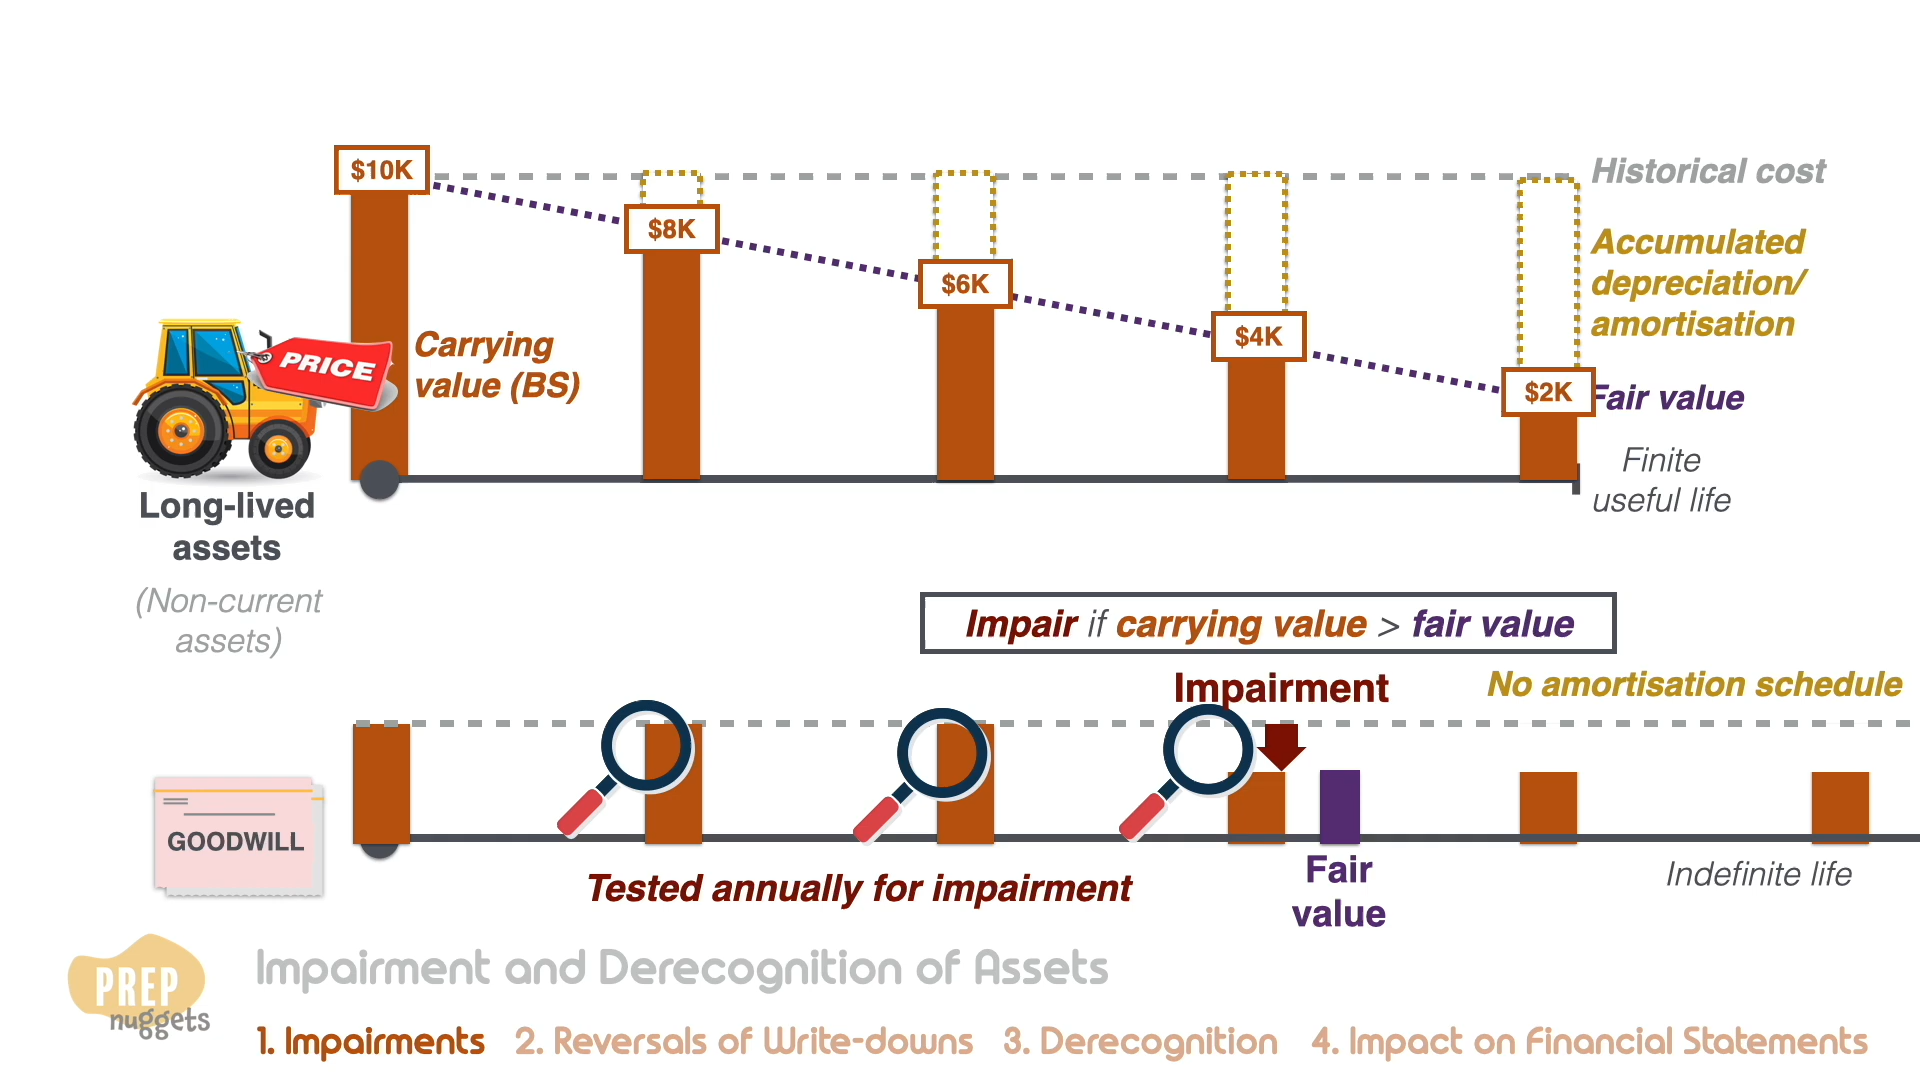 $10K
Historical cost
$8K
Accumulated
depreciation/
amortisation
$6K
$4K
PRICE
Carrying
value (BS)
$2K
Fair value
Finite
useful life
Long-lived
assets
(Non-current
assets)
Impair if carrying value > fair value
Impairment
No amortisation schedule
GOODWILL
Tested annually for impairment
Fair
value
Indefinite life
PREP
nuggets
Impairment and Derecognition of Assets
1. Impairments 2. Reversals of Write-downs 3. Derecognition 4. Impact on Financial Statements